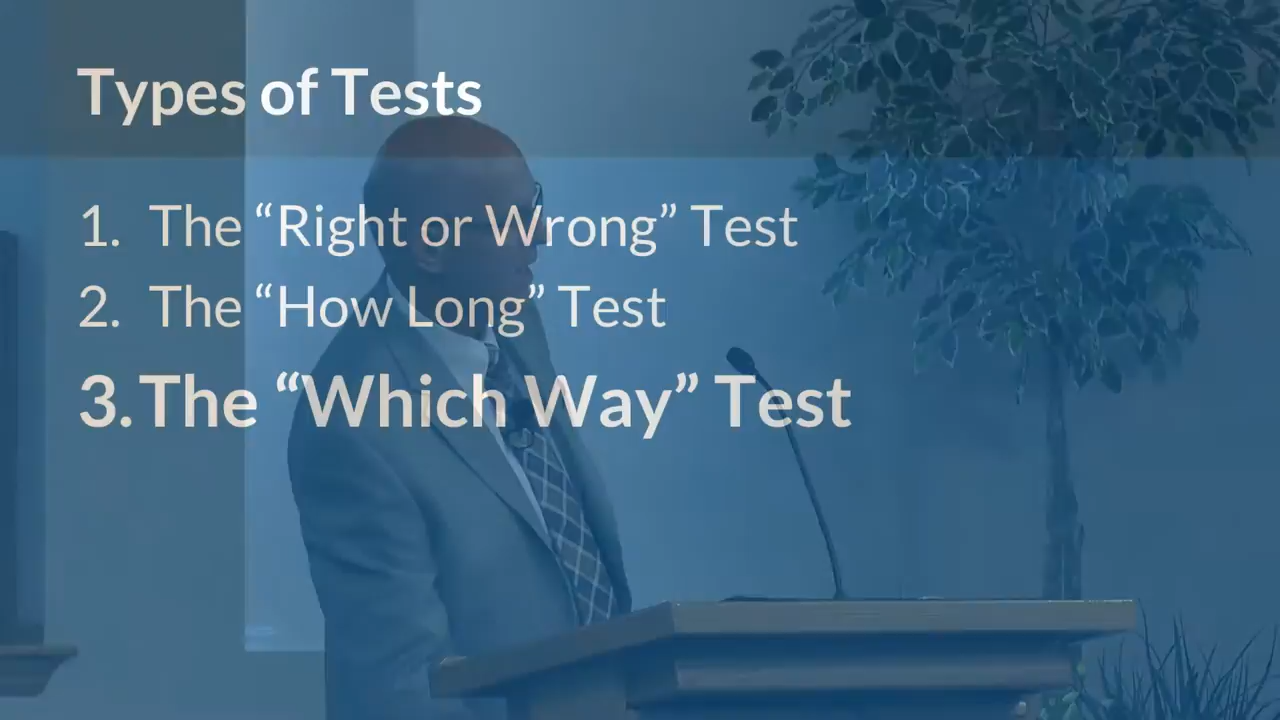 Types of Tests
1. The “Right or Wrong” Test
2. The “How Long” Test
3. The “Which Way” Test